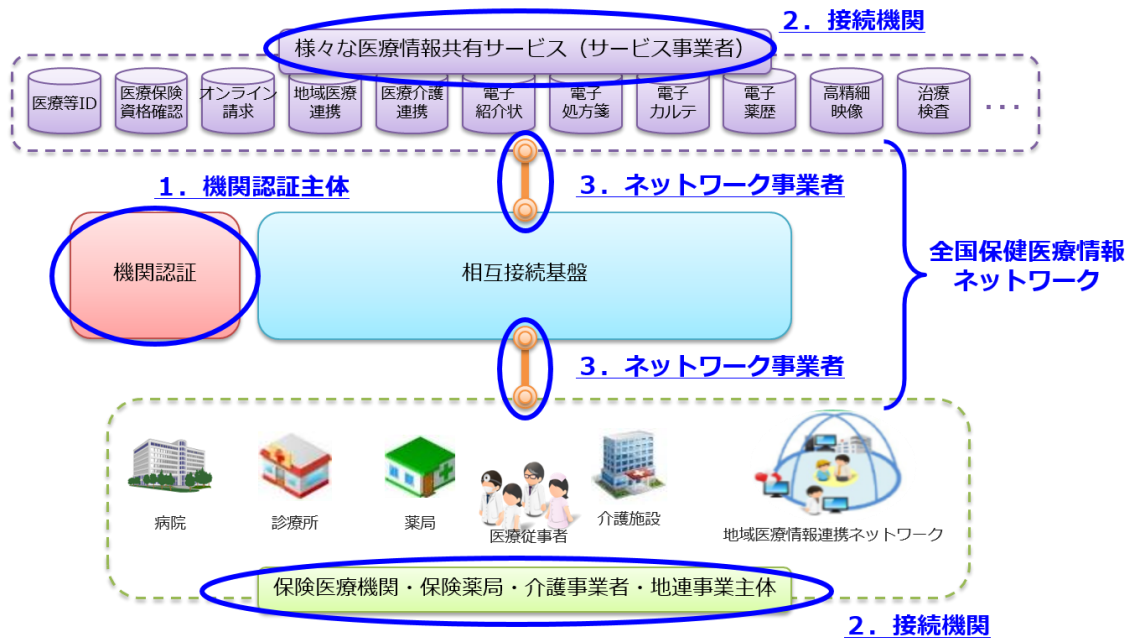 2．接続機関
様々な医療情報共有サービス（サービス事業者）
医療等ID
医療保険
資格確認
オンライン
請求
地域医療
連携
医療介護
連携
電子
紹介状
電子
処方箋
電子
カルテ
電子
薬歴
高精細
映像
治療
検査
･･･
1．機関認証主体
3．ネットワーク事業者
機関認証
相互接続基盤
全国保健医療情報
ネットワーク
3．ネットワーク事業者
病院
診療所
薬局
医療従事者
介護施設
地域医療情報連携ネットワーク
保険医療機関・保険薬局・介護事業者・地連事業主体
2．接続機関